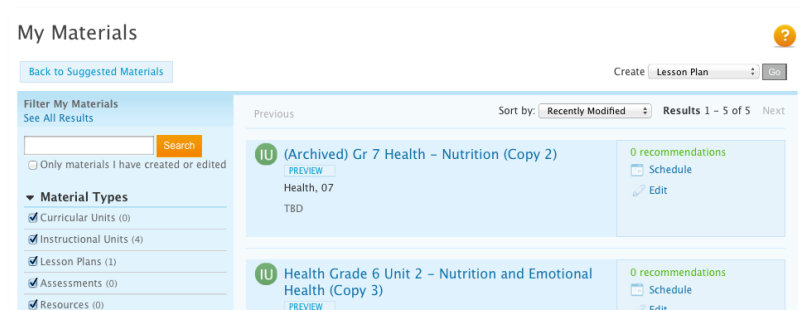 My Materials
?
Back to Suggested Materials
Create Lesson Plan Go
Filter My Materials
See All Results
Search
Only materials I have created or edited
Material Types
Curricular Units (0)
Instructional Units (4)
Lesson Plans (1)
Assessments (0)
Resources (0)
Previous Sort by: Recently Modified Results 1 – 5 of 5 Next
IU (Archived) Gr 7 Health – Nutrition (Copy 2)
PREVIEW
Health, 07
TBD
0 recommendations
Schedule
Edit
IU Health Grade 6 Unit 2 – Nutrition and Emotional
Health (Copy 3)
PREVIEW
0 recommendations
Schedule
Edit